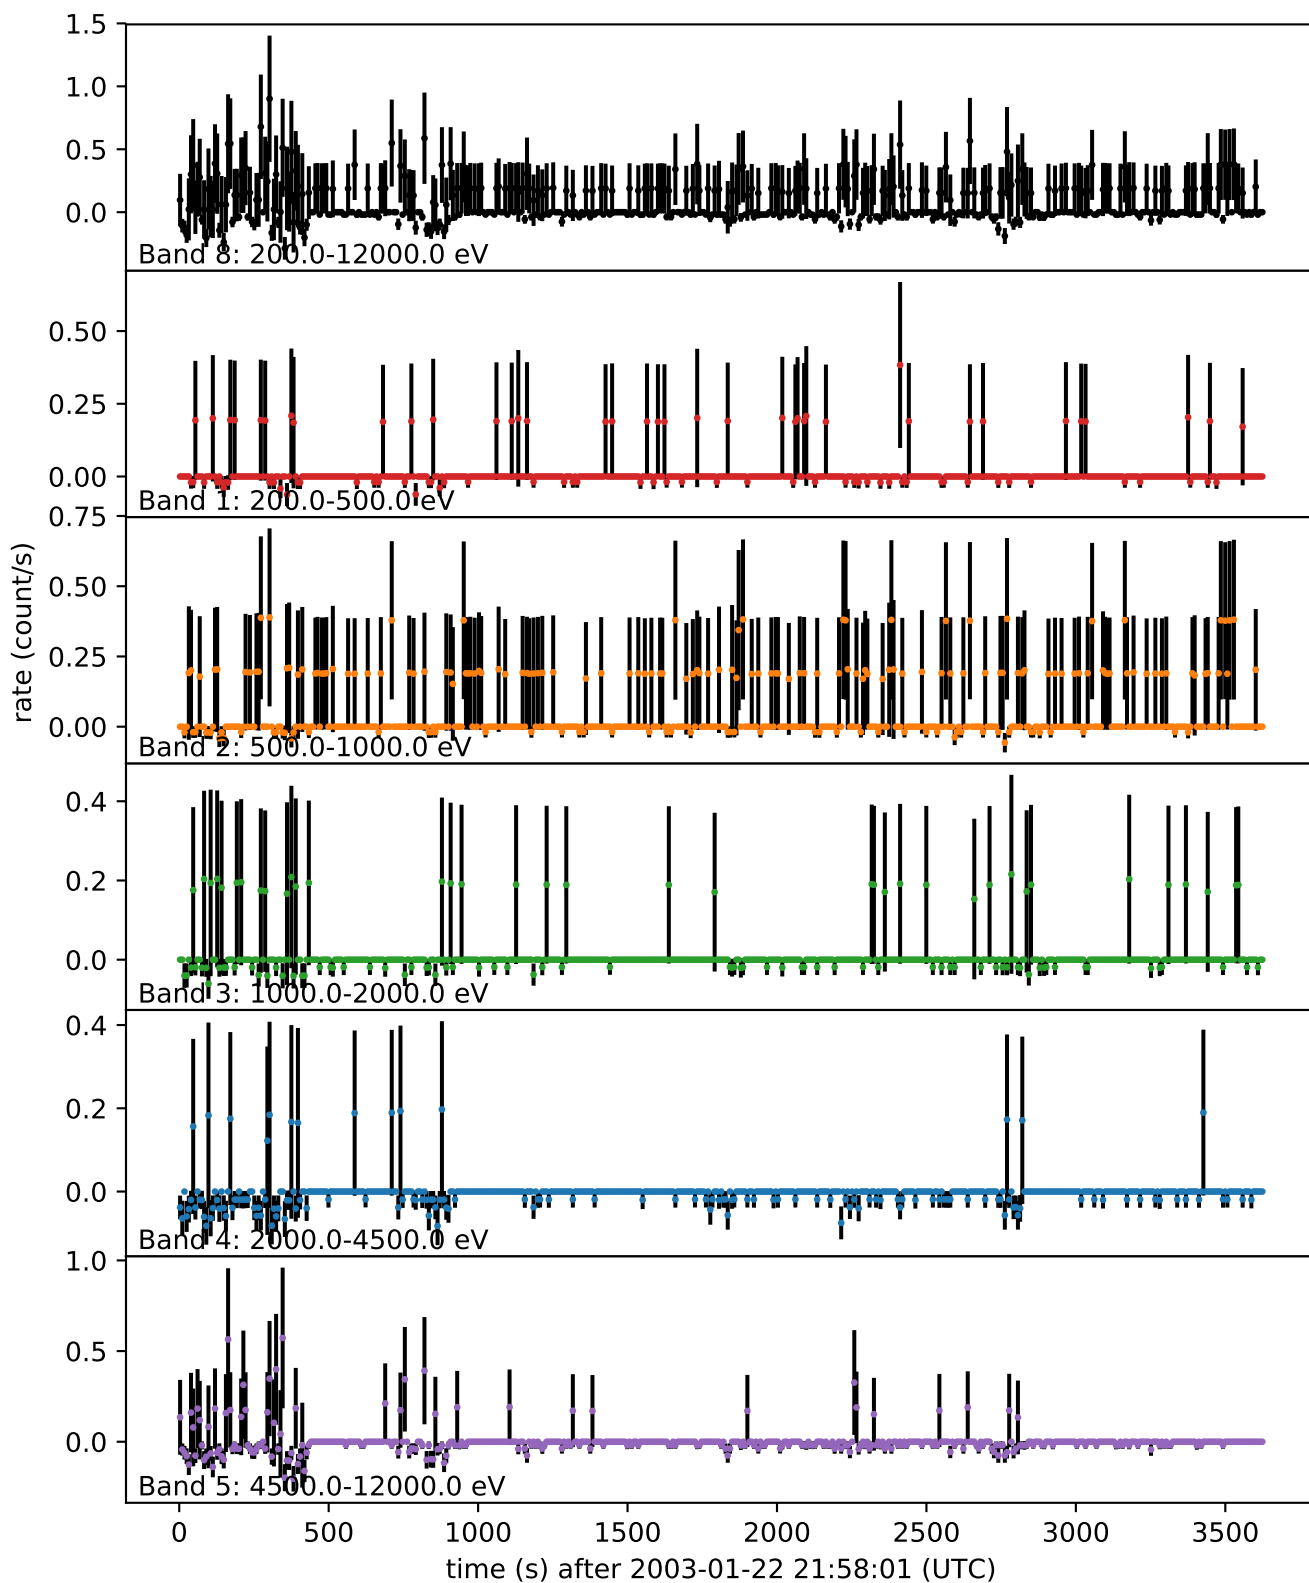 1.5
1.0
0.5
0.0
Band 8: 200.0-12000.0 eV
0.50
0.25
0.00
Band 1: 200.0-500.0 eV
0.75
0.50
0.25
0.00
Band 2: 500.0-1000.0 eV
rate (count/s)
0.4
0.2
0.0
Band 3: 1000.0-2000.0 eV
0.4
0.2
0.0
Band 4: 2000.0-4500.0 eV
1.0
0.5
0.0
Band 5: 4500.0-12000.0 eV
0 500 1000 1500 2000 2500 3000 3500
time (s) after 2003-01-22 21:58:01 (UTC)